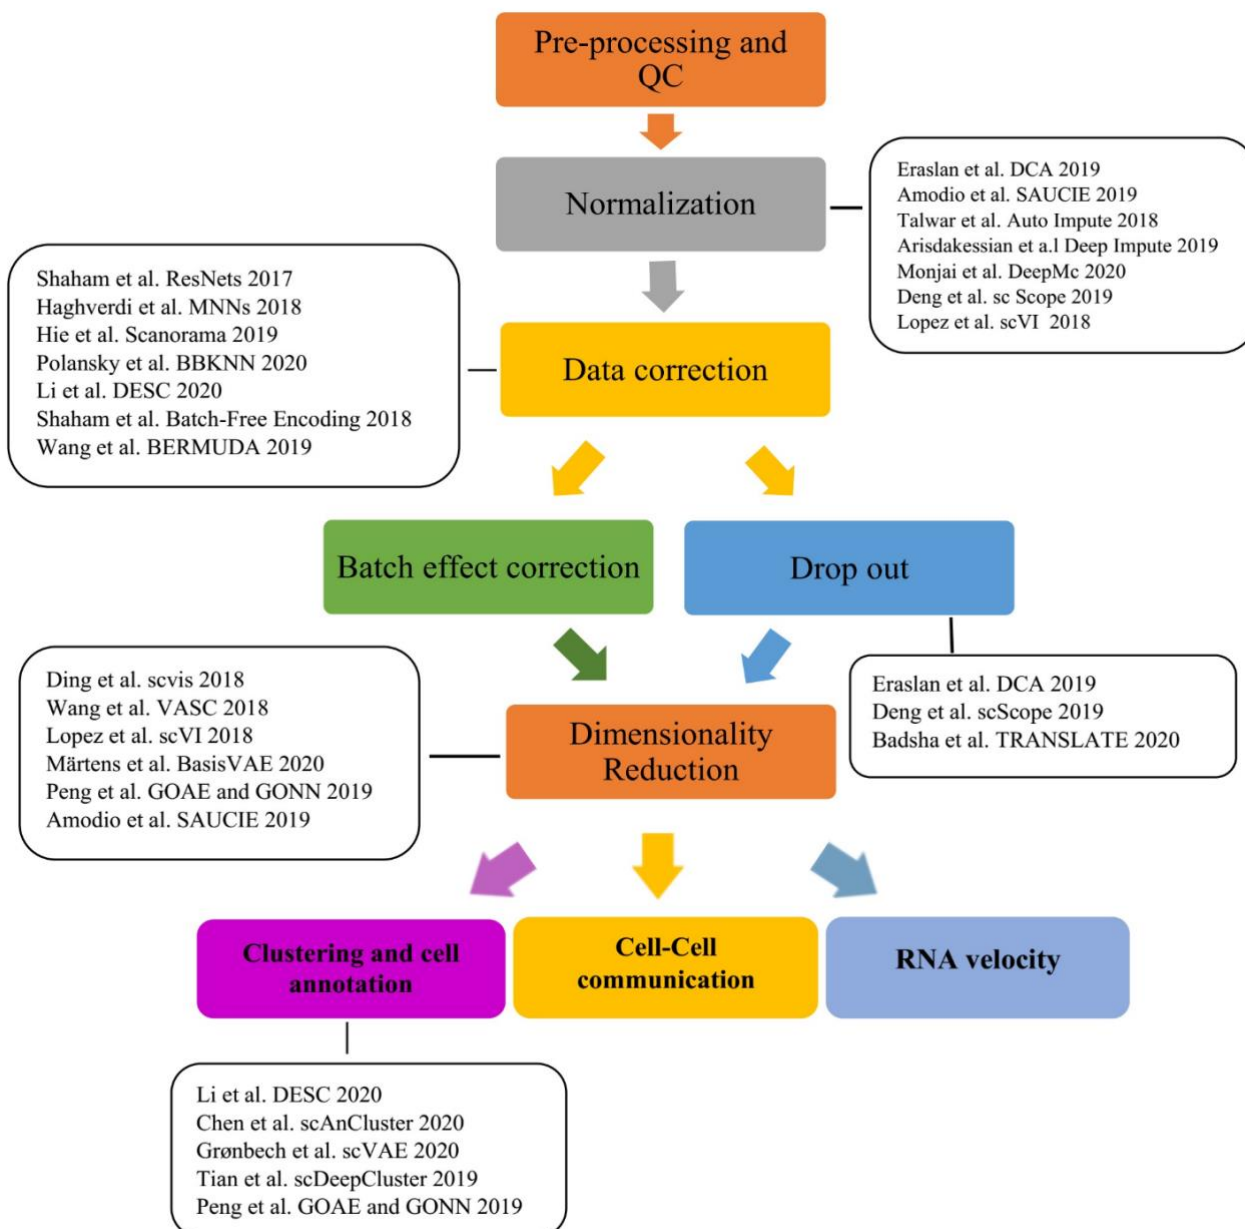 Pre-processing and
QC
Normalization
Eraslan et al. DCA 2019
Amodio et al. SAUCIE 2019
Talwar et al. Auto Impute 2018
Arisdakessian et a.l Deep Impute 2019
Monjai et al. DeepMc 2020
Deng et al. sc Scope 2019
Lopez et al. scVI 2018
Shaham et al. ResNets 2017
Haghverdi et al. MNNs 2018
Hie et al. Scanorama 2019
Polansky et al. BBKNN 2020
Li et al. DESC 2020
Shaham et al. Batch-Free Encoding 2018
Wang et al. BERMUDA 2019
Data correction
Batch effect correction
Drop out
Ding et al. scvis 2018
Wang et al. VASC 2018
Lopez et al. scVI 2018
Märtens et al. BasisVAE 2020
Peng et al. GOAE and GONN 2019
Amodio et al. SAUCIE 2019
Eraslan et al. DCA 2019
Deng et al. scScope 2019
Badsha et al. TRANSLATE 2020
Dimensionality
Reduction
Clustering and cell
annotation
Cell-Cell
communication
RNA velocity
Li et al. DESC 2020
Chen et al. scAnCluster 2020
Grønbech et al. scVAE 2020
Tian et al. scDeepCluster 2019
Peng et al. GOAE and GONN 2019